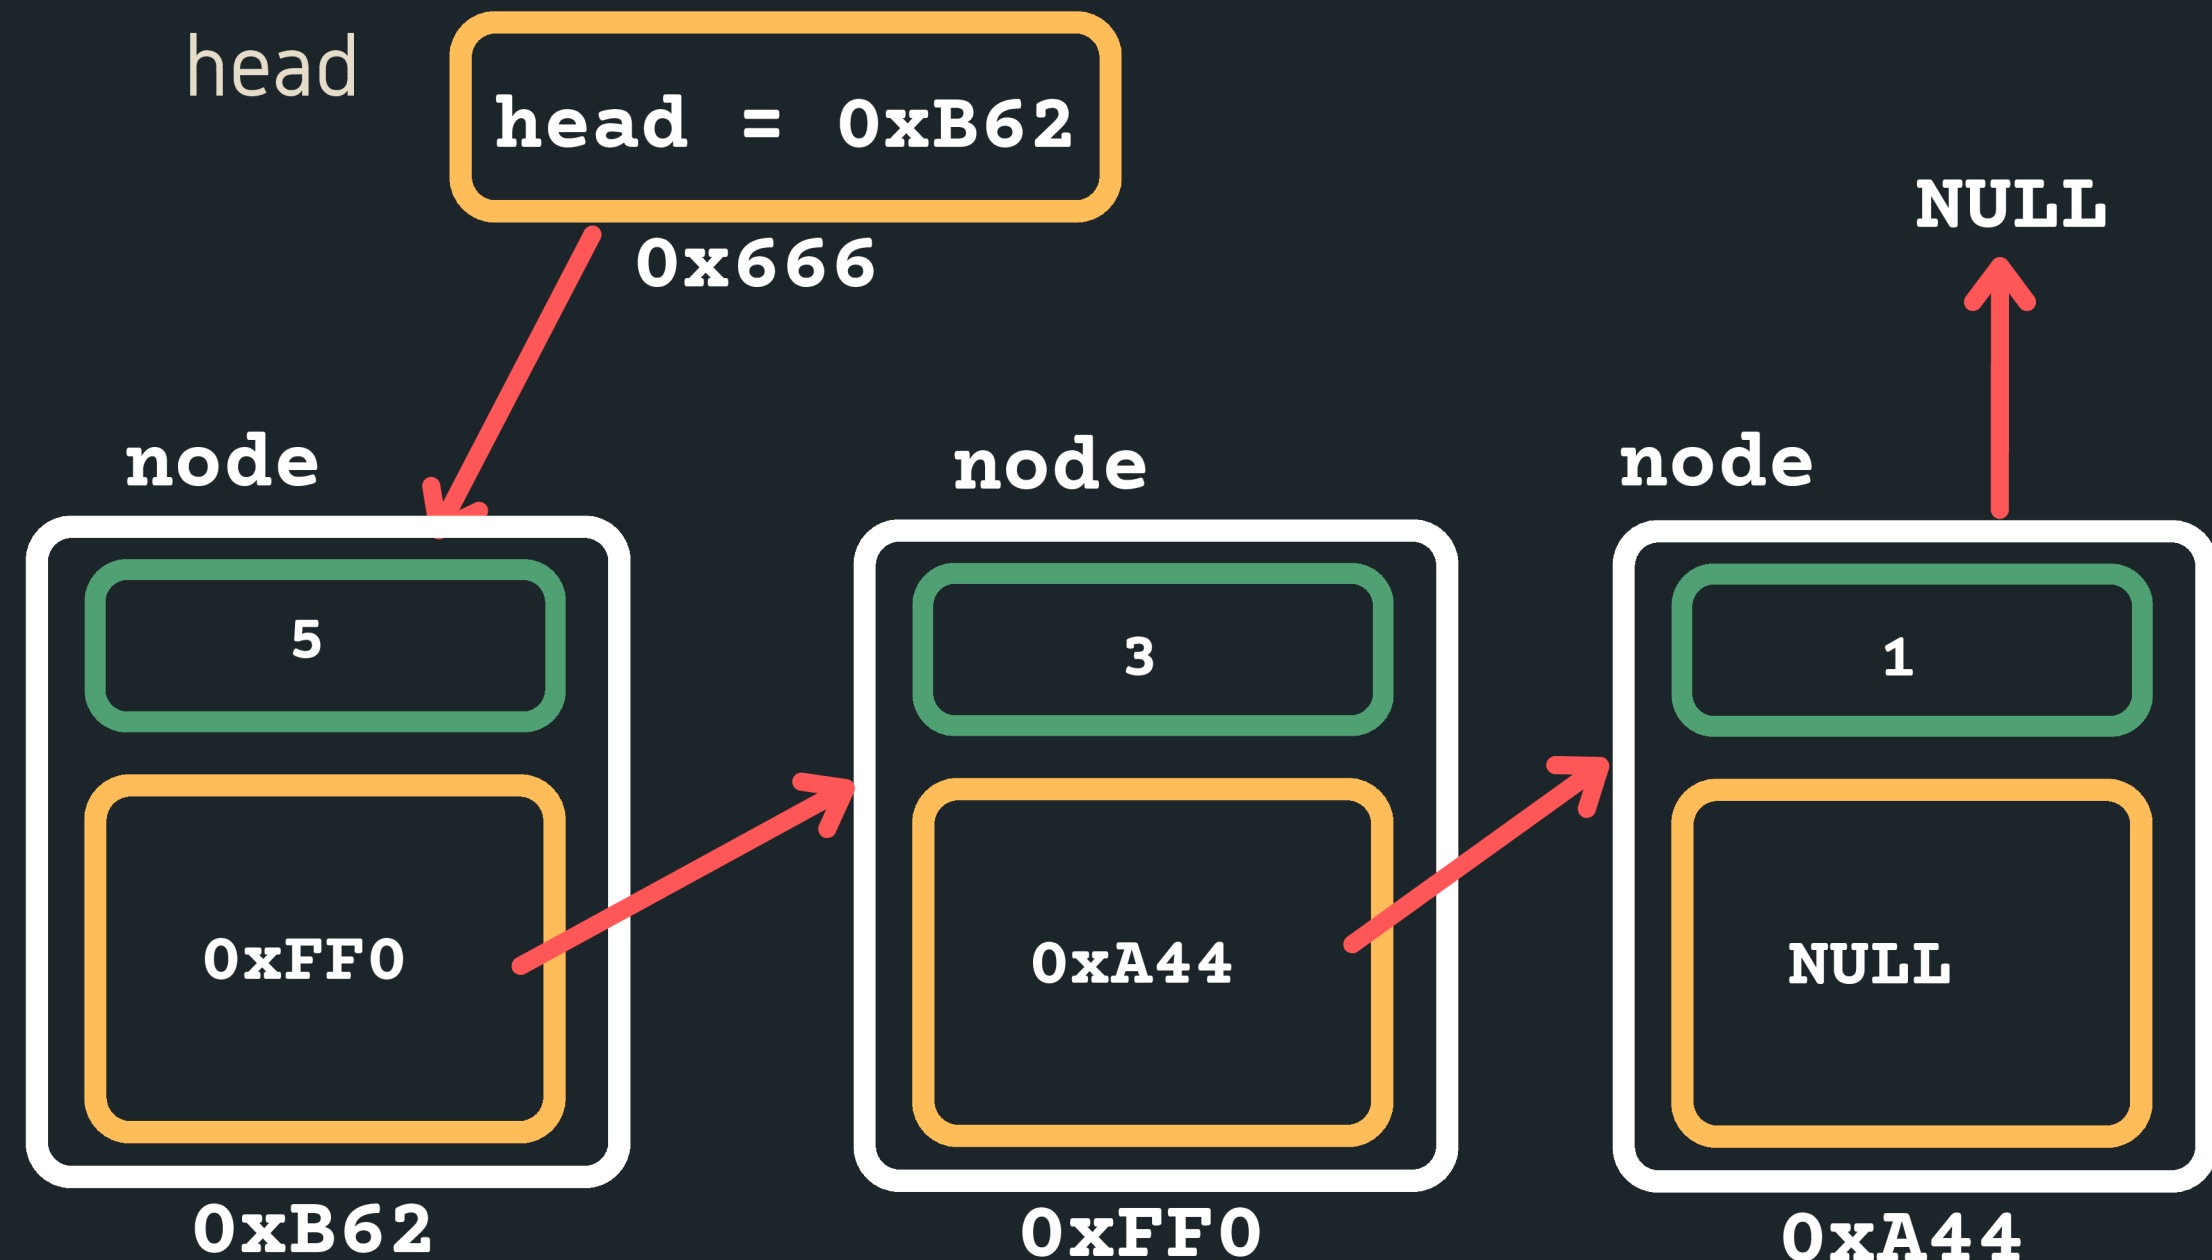 head
head = 0xB62
0x666
NULL
node
node
node
5
3
1
0xFF0
0xA44
NULL
0xB62
0xFF0
0xA44